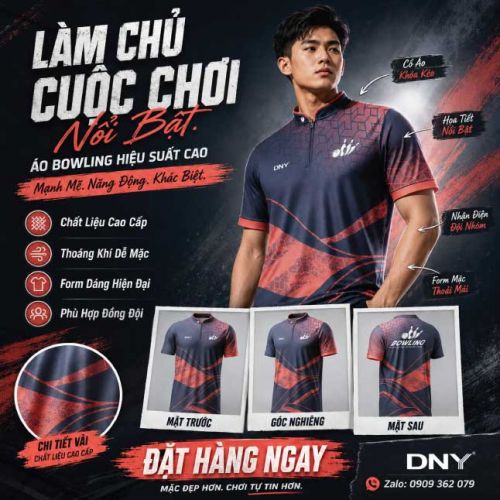 LÀM CHỦ
CUỘC CHƠI
Nổi Bật.
ÁO BOWLING HIỆU SUẤT CAO
Mạnh Mẽ. Năng Động. Khác Biệt.
Chất Liệu Cao Cấp
Thoáng Khí Dễ Mặc
Form Dáng Hiện Đại
Phù Hợp Đồng Đội
Cổ Áo
Khóa Kéo
Họa Tiết
Nổi Bật
Nhận Diện
Đội Nhóm
Form Mặc
Thoải Mái
DNY
CHI TIẾT VẢI
CHẤT LIỆU CAO CẤP
MẶT TRƯỚC
GÓC NGHIÊNG
BOWLING
MẶT SAU
ĐẶT HÀNG NGAY
MẶC ĐẸP HƠN. CHƠI TỰ TIN HƠN.
DNY
Zalo: 0909 362 079